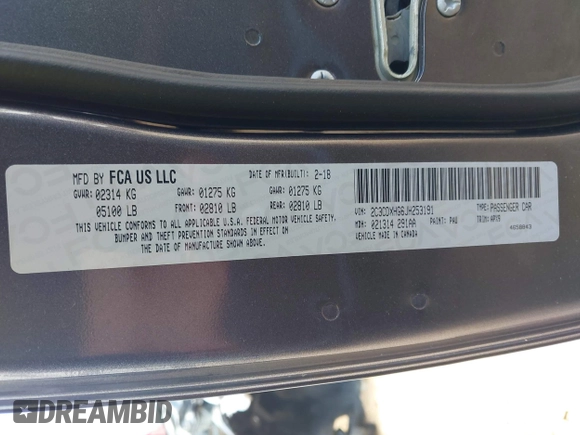 MFD BY FCA US LLC
DATE OF MFR(BUILT): 2-18
GVWR: 02314 KG GAWR: 01275 KG GAWR: 01275 KG
05100 LB FRONT: 02810 LB REAR: 02810 LB
THIS VEHICLE CONFORMS TO ALL APPLICABLE U.S.A. FEDERAL MOTOR VEHICLE SAFETY,
BUMPER AND THEFT PREVENTION STANDARDS IN EFFECT ON
THE DATE OF MANUFACTURE SHOWN ABOVE.
VIN: 2C3CDXHG6JH253191 TYPE: PASSENGER CAR
MDH: 021314 291AA PAINT: PAU TRIM: APX9
VEHICLE MADE IN CANADA
DREAMBID